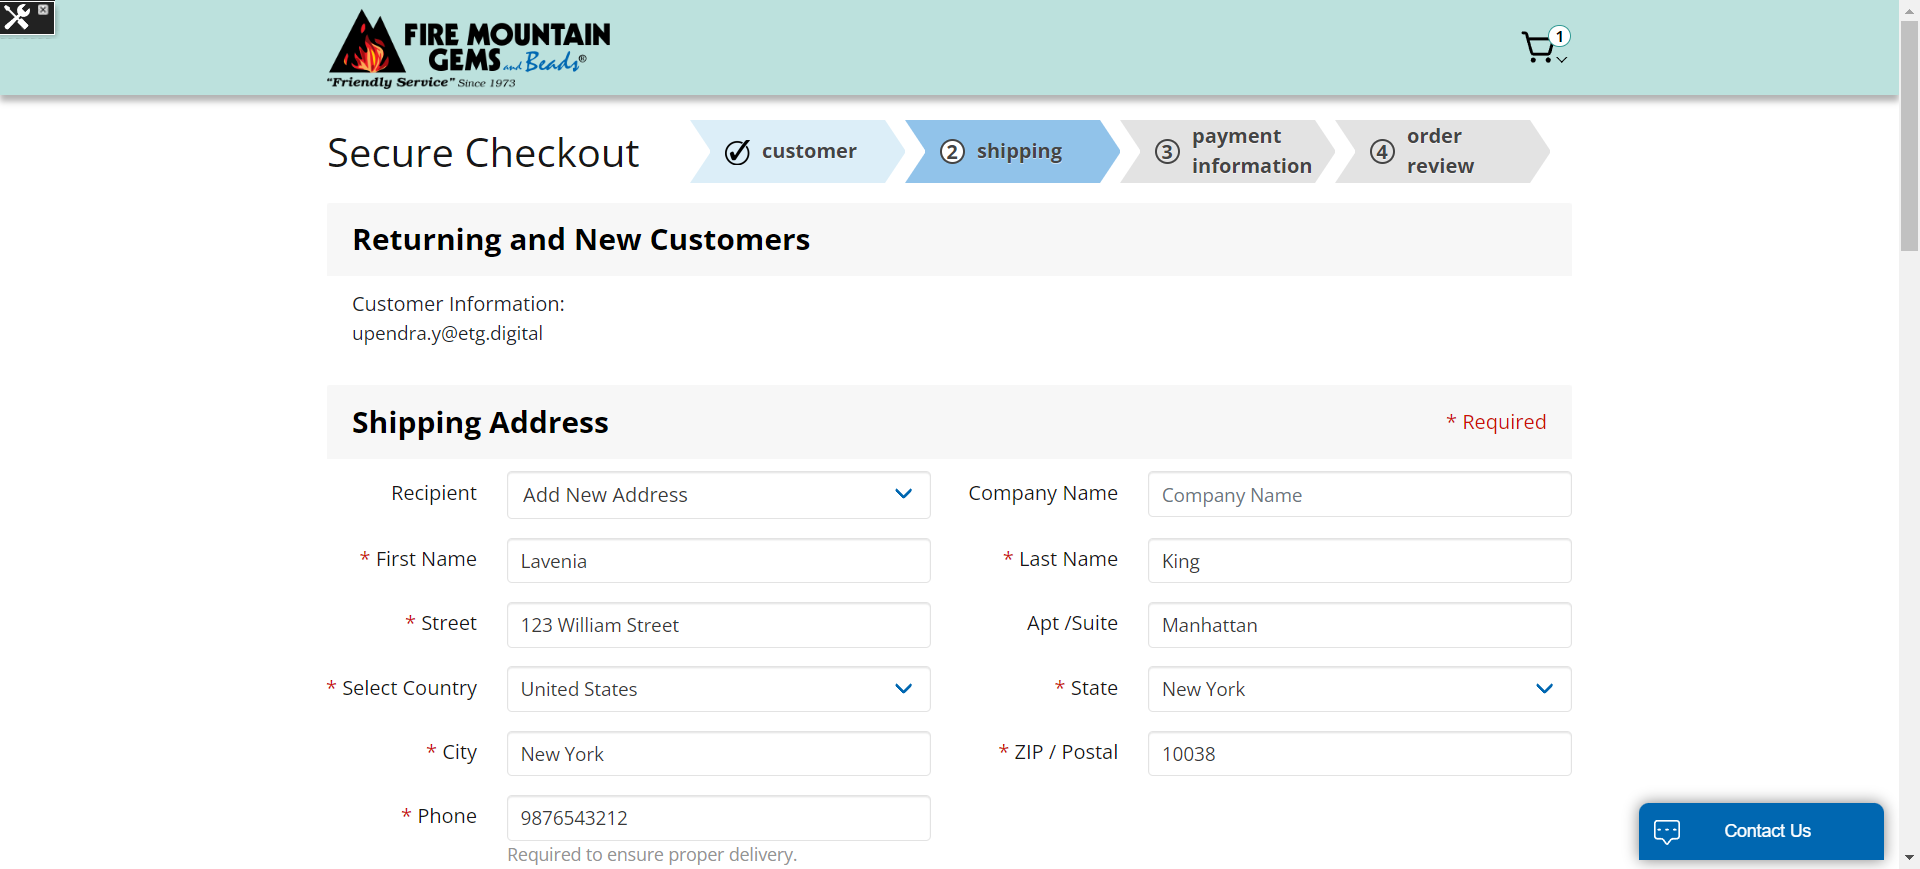 FIRE MOUNTAIN
GEMS and Beads®
"Friendly Service" Since 1973
1
Secure Checkout
customer
2 shipping
3 payment information
4 order review
Returning and New Customers
Customer Information:
upendra.y@etg.digital
Shipping Address
* Required
Recipient Add New Address Company Name Company Name
* First Name Lavenia * Last Name King
* Street 123 William Street Apt /Suite Manhattan
* Select Country United States * State New York
* City New York * ZIP / Postal 10038
* Phone 9876543212
Required to ensure proper delivery.
Contact Us